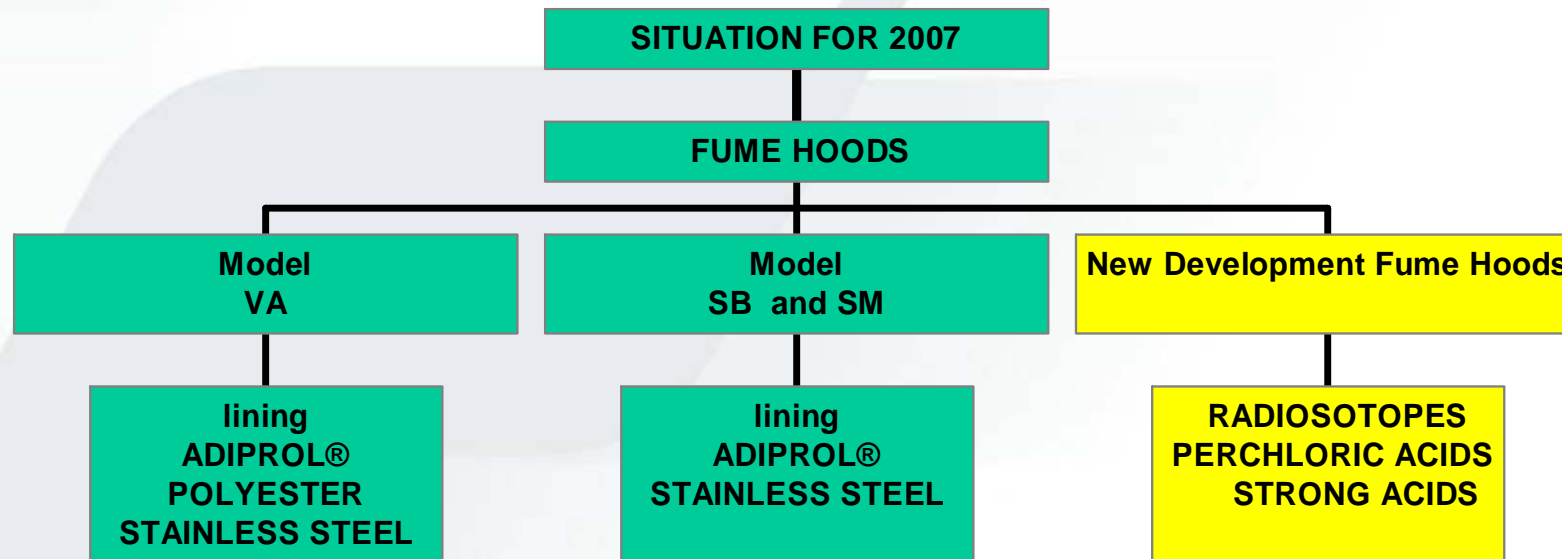 SITUATION FOR 2007
FUME HOODS
Model
VA
Model
SB and SM
New Development Fume Hoods
lining
ADIPROL®
POLYESTER
STAINLESS STEEL
lining
ADIPROL®
STAINLESS STEEL
RADIOSOTOPES
PERCHLORIC ACIDS
STRONG ACIDS